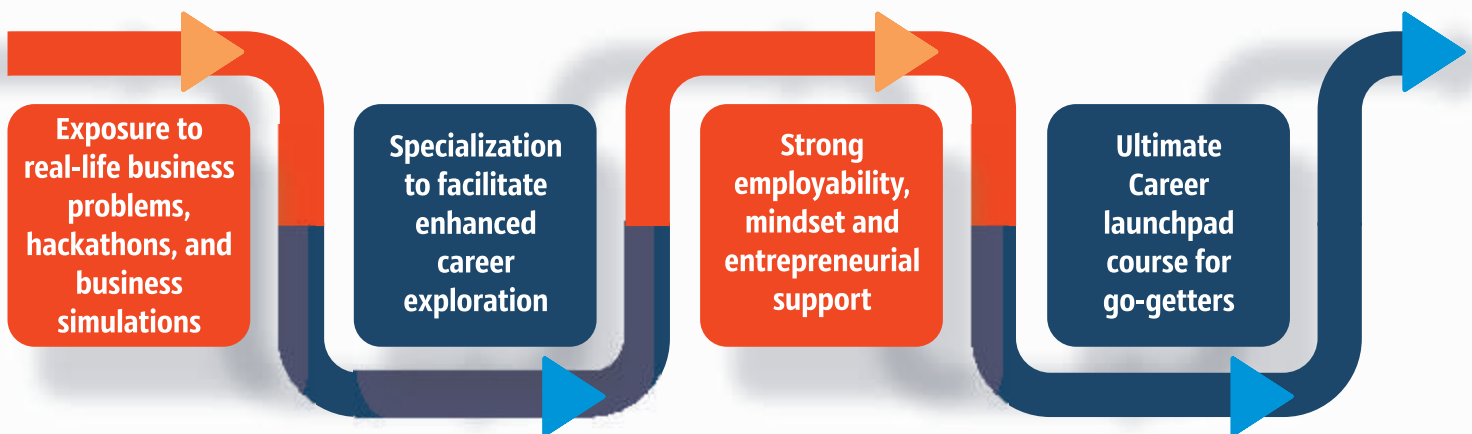 Exposure to
real-life business
problems,
hackathons, and
business
simulations
Specialization
to facilitate
enhanced
career
exploration
Strong
employability,
mindset and
entrepreneurial
support
Ultimate
Career
launchpad
course for
go-getters